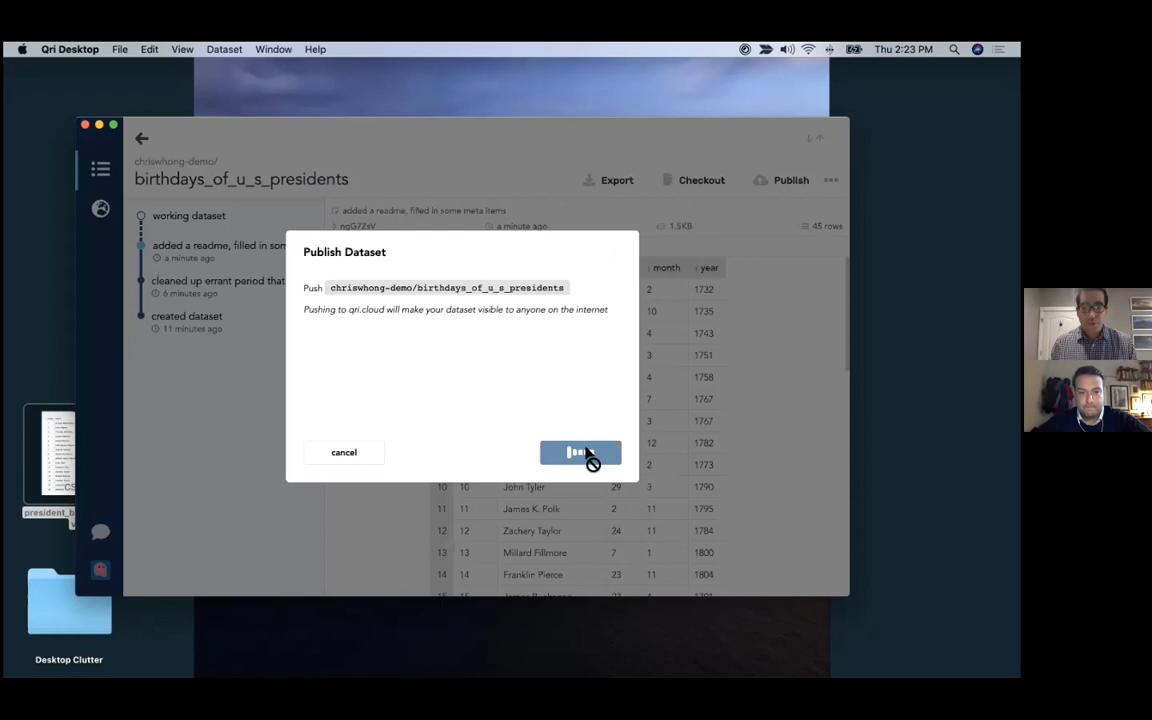 Qri Desktop File Edit View Dataset Window Help Thu 2:23 PM
chriswhong-demo/
birthdays_of_u_s_presidents
Export Checkout Publish
working dataset
added a readme, filled in som
a minute ago
cleaned up errant period that
6 minutes ago
created dataset
11 minutes ago
added a readme, filled in some meta items
ngG7ZsV a minute ago 1.5KB 45 rows
Publish Dataset
Push chriswhong-demo/birthdays_of_u_s_presidents
Pushing to qri.cloud will make your dataset visible to anyone on the internet
cancel
month year
2 1732
10 1735
4 1743
3 1751
4 1758
7 1767
3 1767
12 1782
2 1773
10 10 John Tyler 29 3 1790
11 11 James K. Polk 2 11 1795
12 12 Zachary Taylor 24 11 1784
13 13 Millard Fillmore 7 1 1800
14 14 Franklin Pierce 23 11 1804
president_b
Desktop Clutter